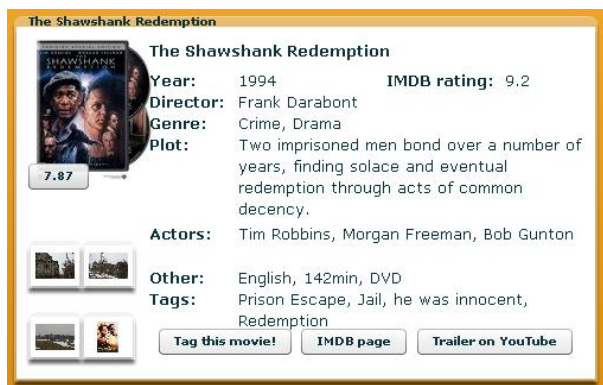 The Shawshank Redemption
SHAWSHANK
REDEMPTION
The Shawshank Redemption
Year: 1994 IMDB rating: 9.2
Director: Frank Darabont
Genre: Crime, Drama
Plot: Two imprisoned men bond over a number of
years, finding solace and eventual
redemption through acts of common
decency.
7.87
Actors: Tim Robbins, Morgan Freeman, Bob Gunton
Other: English, 142min, DVD
Tags: Prison Escape, Jail, he was innocent,
Redemption
Tag this movie! IMDB page Trailer on YouTube